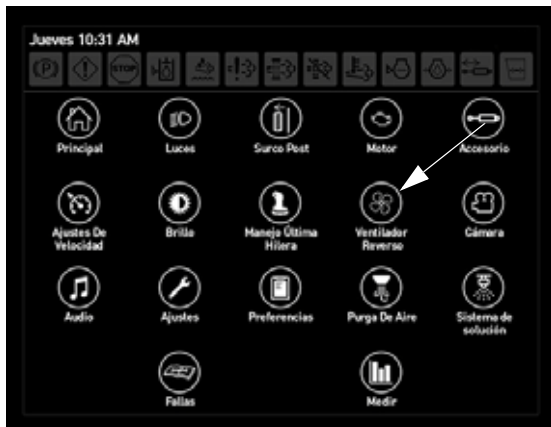 Jueves 10:31 AM
(P) STOP
Principal Luces Surco Post Motor Accesorio
Ajustes De Velocidad Brillo Manejo Última Hilera Ventilador Reverso Cámara
Audio Ajustes Preferencias Purga De Aire Sistema de solución
Fallas Medir